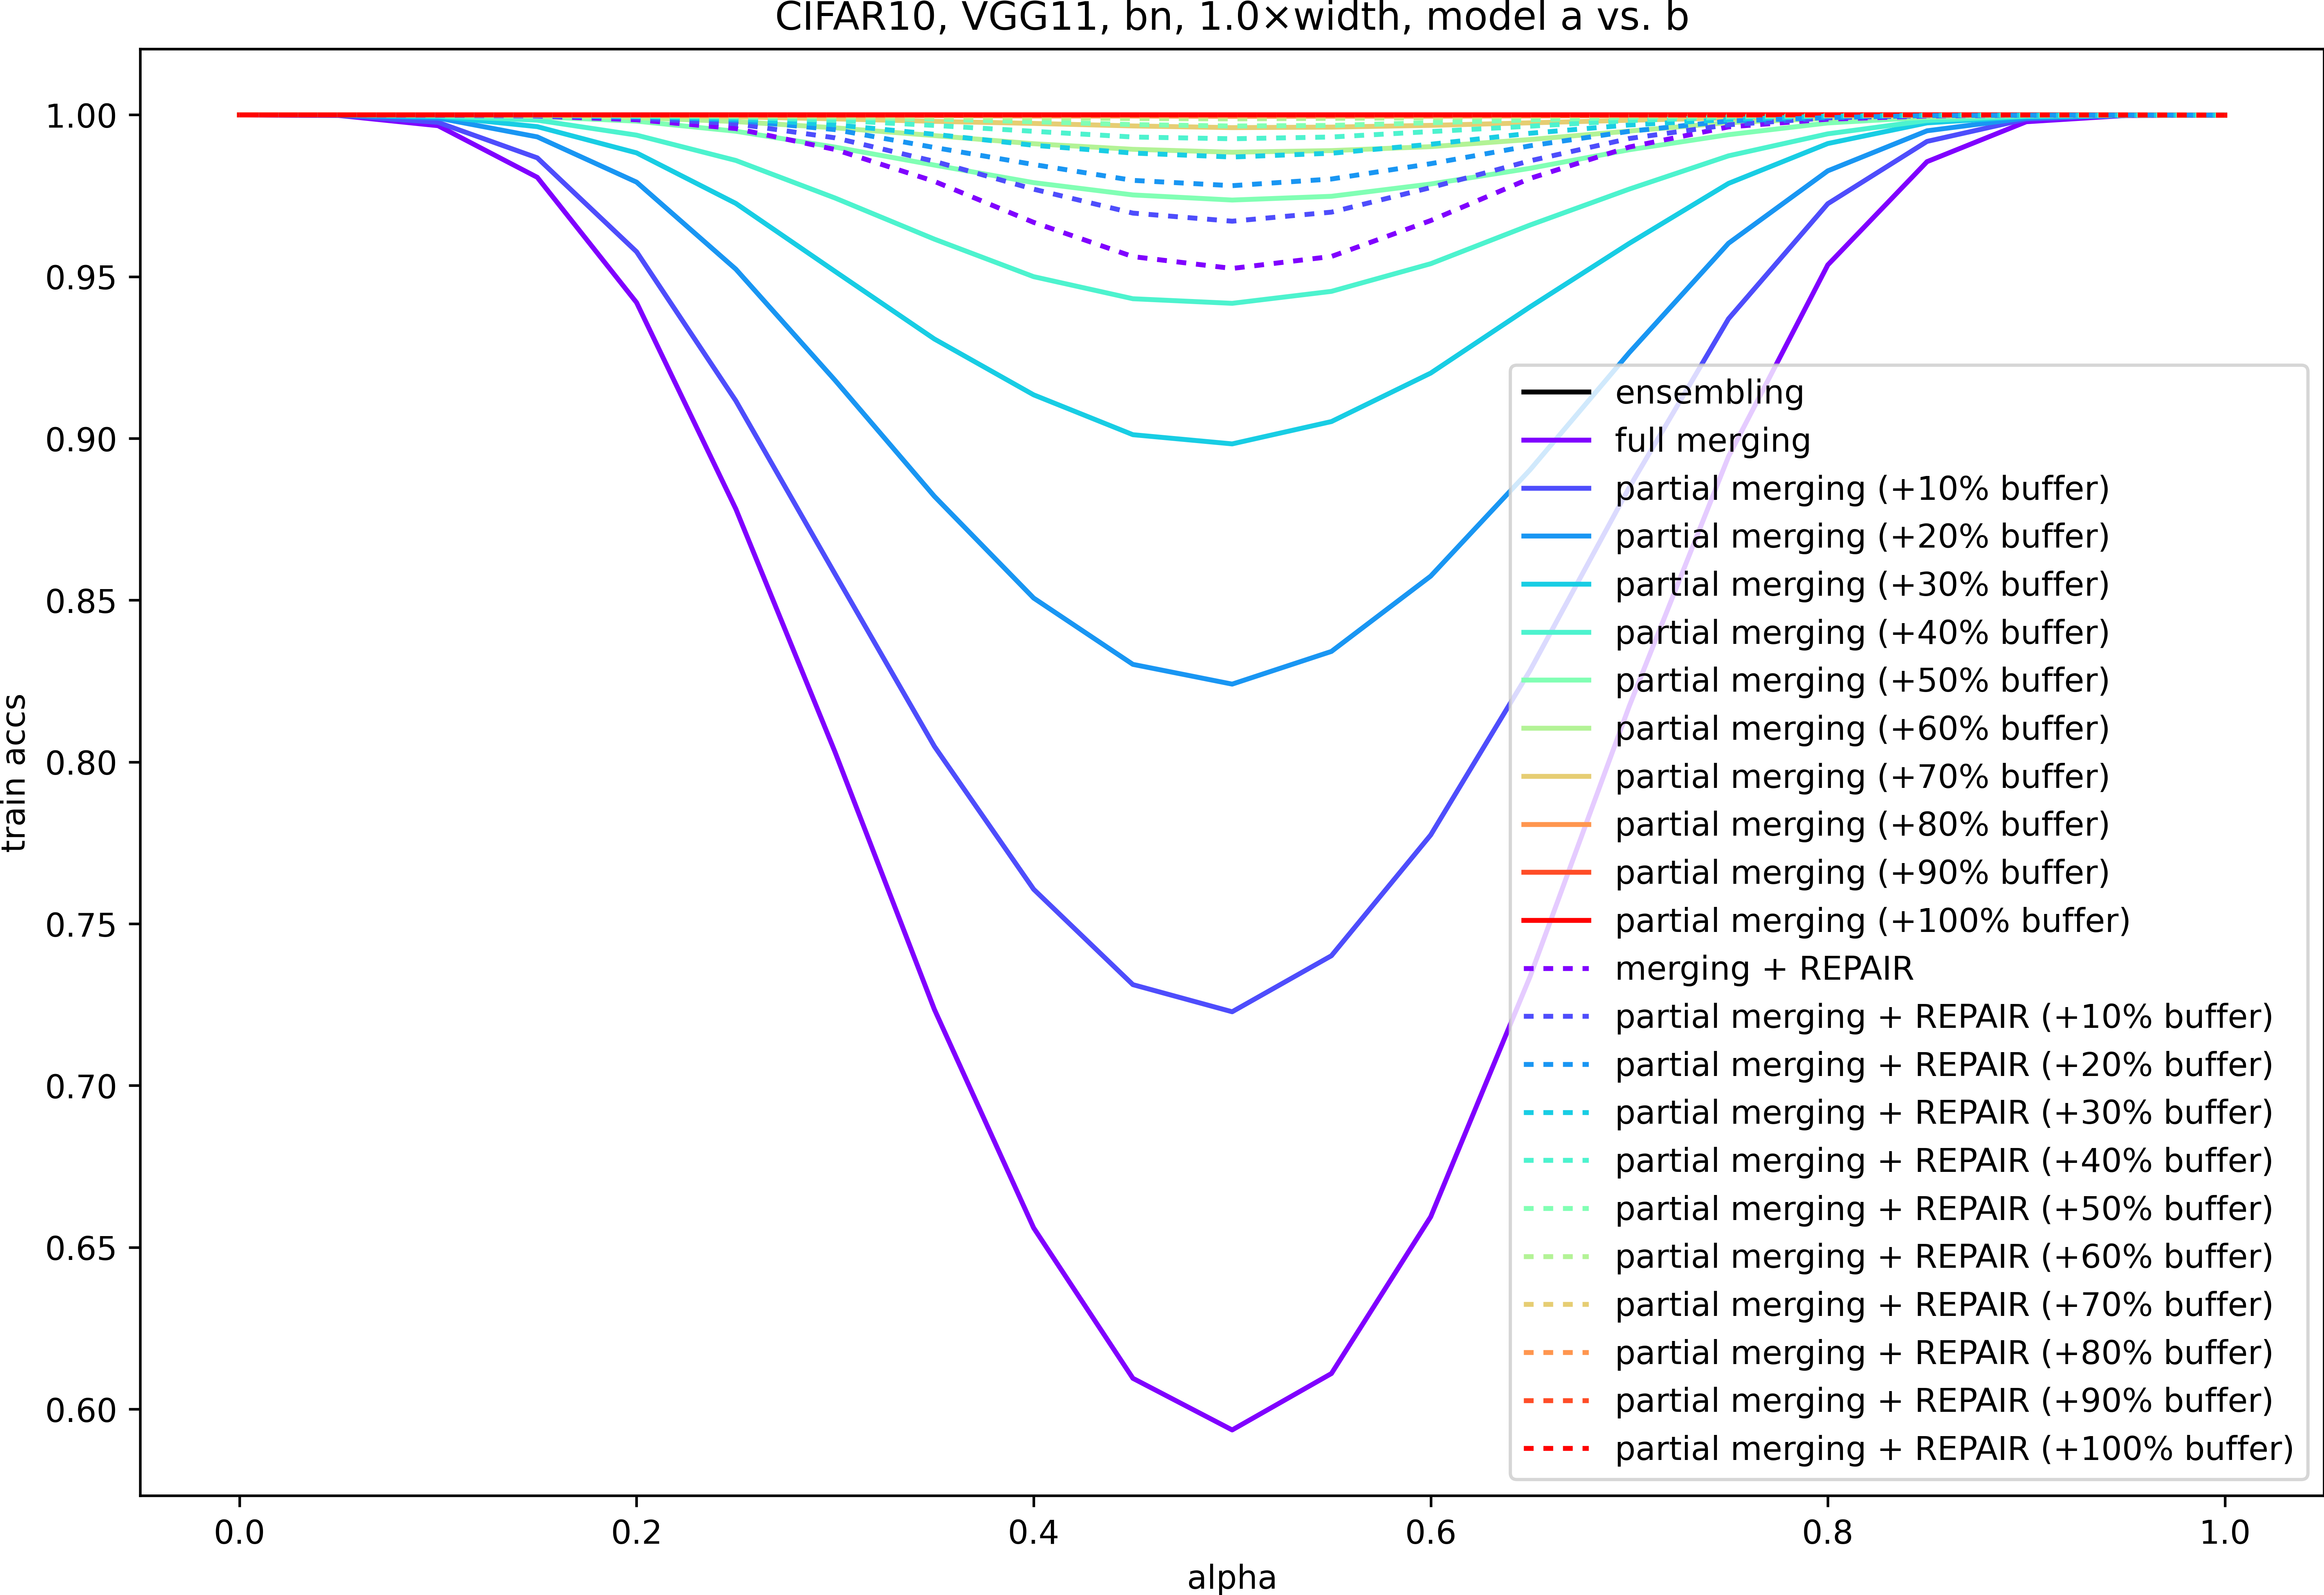 CIFAR10, VGG11, bn, 1.0×width, model a vs. b
1.00
0.95
0.90
0.85
0.80
0.75
0.70
0.65
0.60
train accs
ensembling
full merging
partial merging (+10% buffer)
partial merging (+20% buffer)
partial merging (+30% buffer)
partial merging (+40% buffer)
partial merging (+50% buffer)
partial merging (+60% buffer)
partial merging (+70% buffer)
partial merging (+80% buffer)
partial merging (+90% buffer)
partial merging (+100% buffer)
merging + REPAIR
partial merging + REPAIR (+10% buffer)
partial merging + REPAIR (+20% buffer)
partial merging + REPAIR (+30% buffer)
partial merging + REPAIR (+40% buffer)
partial merging + REPAIR (+50% buffer)
partial merging + REPAIR (+60% buffer)
partial merging + REPAIR (+70% buffer)
partial merging + REPAIR (+80% buffer)
partial merging + REPAIR (+90% buffer)
partial merging + REPAIR (+100% buffer)
0.0 0.2 0.4 0.6 0.8 1.0
alpha